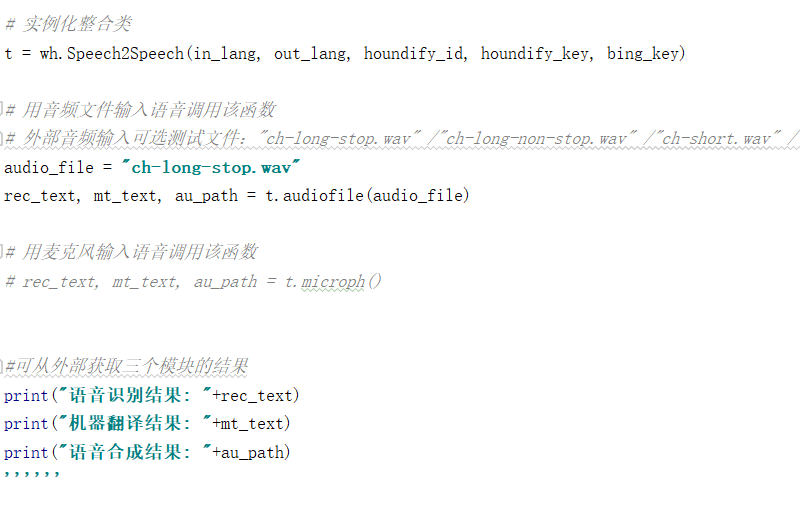 # 实例化整合类
t = wh.Speech2Speech(in_lang, out_lang, houndify_id, houndify_key, bing_key)
# 用音频文件输入语音调用该函数
# 外部音频输入可选测试文件："ch-long-stop.wav" /"ch-long-non-stop.wav" /"ch-short.wav" /
audio_file = "ch-long-stop.wav"
rec_text, mt_text, au_path = t.audiofile(audio_file)
# 用麦克风输入语音调用该函数
# rec_text, mt_text, au_path = t.microph()
#可从外部获取三个模块的结果
print("语音识别结果: "+rec_text)
print("机器翻译结果: "+mt_text)
print("语音合成结果: "+au_path)
''''''